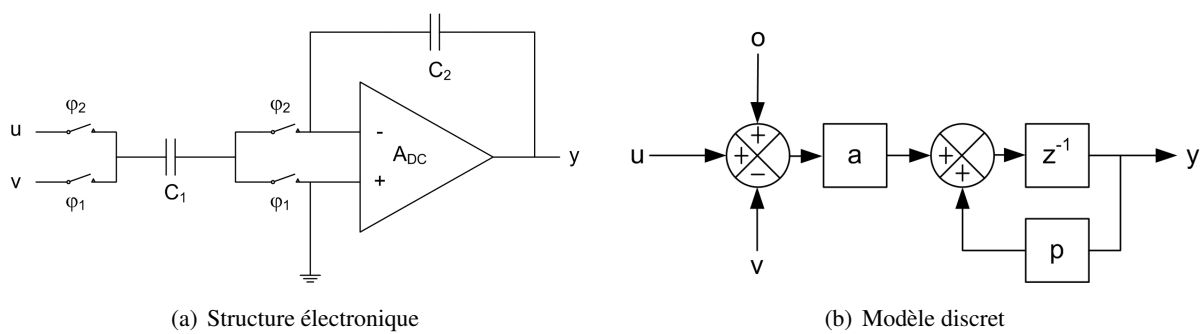 C₂
φ₂ φ₂
u
A_DC
y
v
C₁
φ₁ φ₁
-
+
(a) Structure électronique
o
+
u + − a + + z⁻¹ y
v
p
(b) Modèle discret